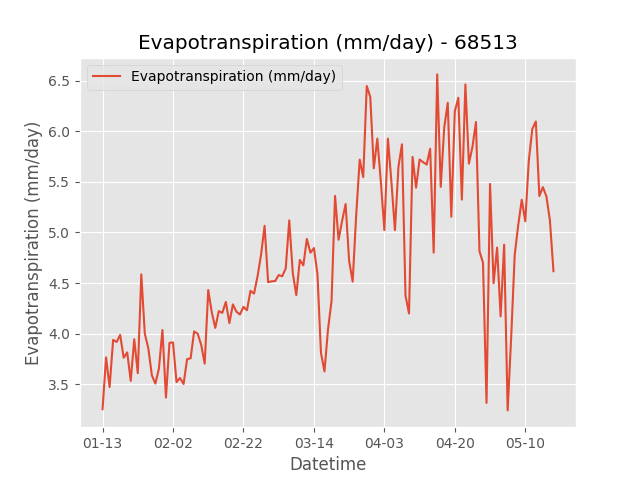 Evapotranspiration (mm/day) - 68513
Evapotranspiration (mm/day)
Evapotranspiration (mm/day)
6.5
6.0
5.5
5.0
4.5
4.0
3.5
01-13 02-02 02-22 03-14 04-03 04-20 05-10
Datetime